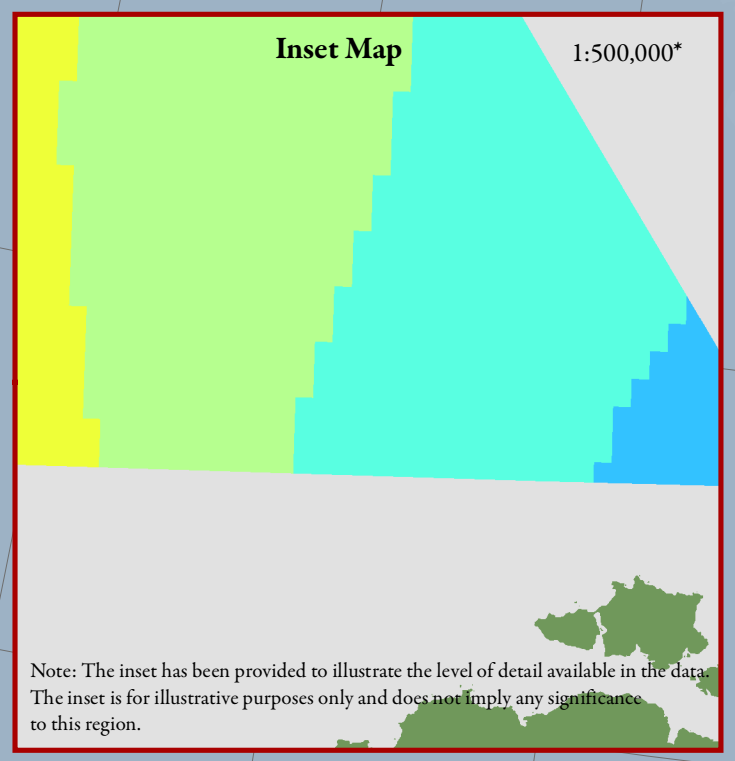 Inset Map
1:500,000*
Note: The inset has been provided to illustrate the level of detail available in the data.
The inset is for illustrative purposes only and does not imply any significance
to this region.